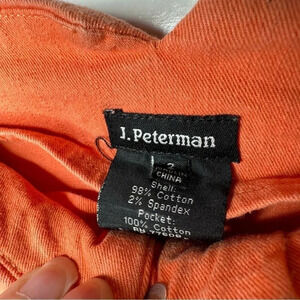 J. Peterman
2
CHINA
Shell:
98% Cotton
2% Spandex
Pocket:
100% Cotton